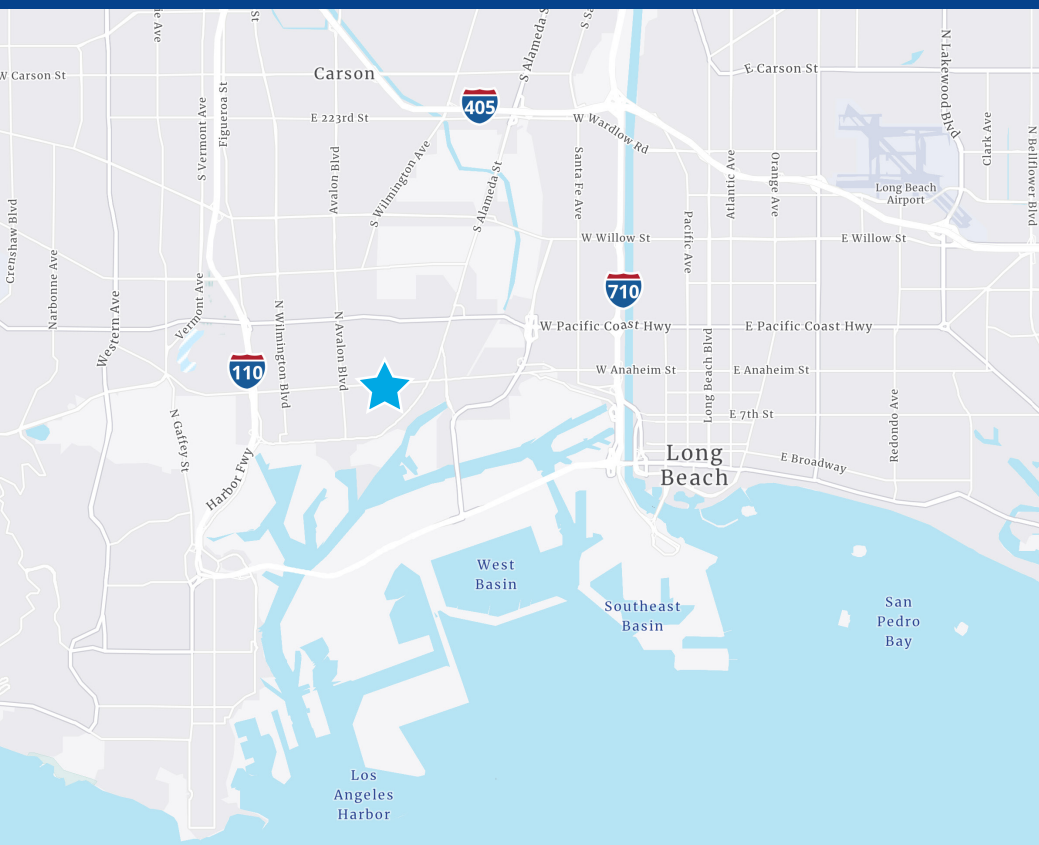 ie Ave
St
S Alameda S
S Sa
W Carson St
Carson
E Carson St
N Lakewood Blvd
405
S Vermont Ave
Figueroa St
E 223rd St
W Wardlow Rd
Clark Ave
N Bellflower Blvd
Avalon Blvd
S Wilmington Ave
S Alameda St
Santa Fe Ave
Atlantic Ave
Orange Ave
Long Beach
Airport
Crenshaw Blvd
Narbonne Ave
Western Ave
Vermont Ave
Pacific Ave
W Willow St
E Willow St
710
N Wilmington Blvd
N Avalon Blvd
W Pacific Coast Hwy
E Pacific Coast Hwy
110
Long Beach Blvd
W Anaheim St
E Anaheim St
N Gaffey St
E 7th St
Redondo Ave
Harbor Fwy
Long
Beach
E Broadway
West
Basin
Southeast
Basin
San
Pedro
Bay
Los
Angeles
Harbor